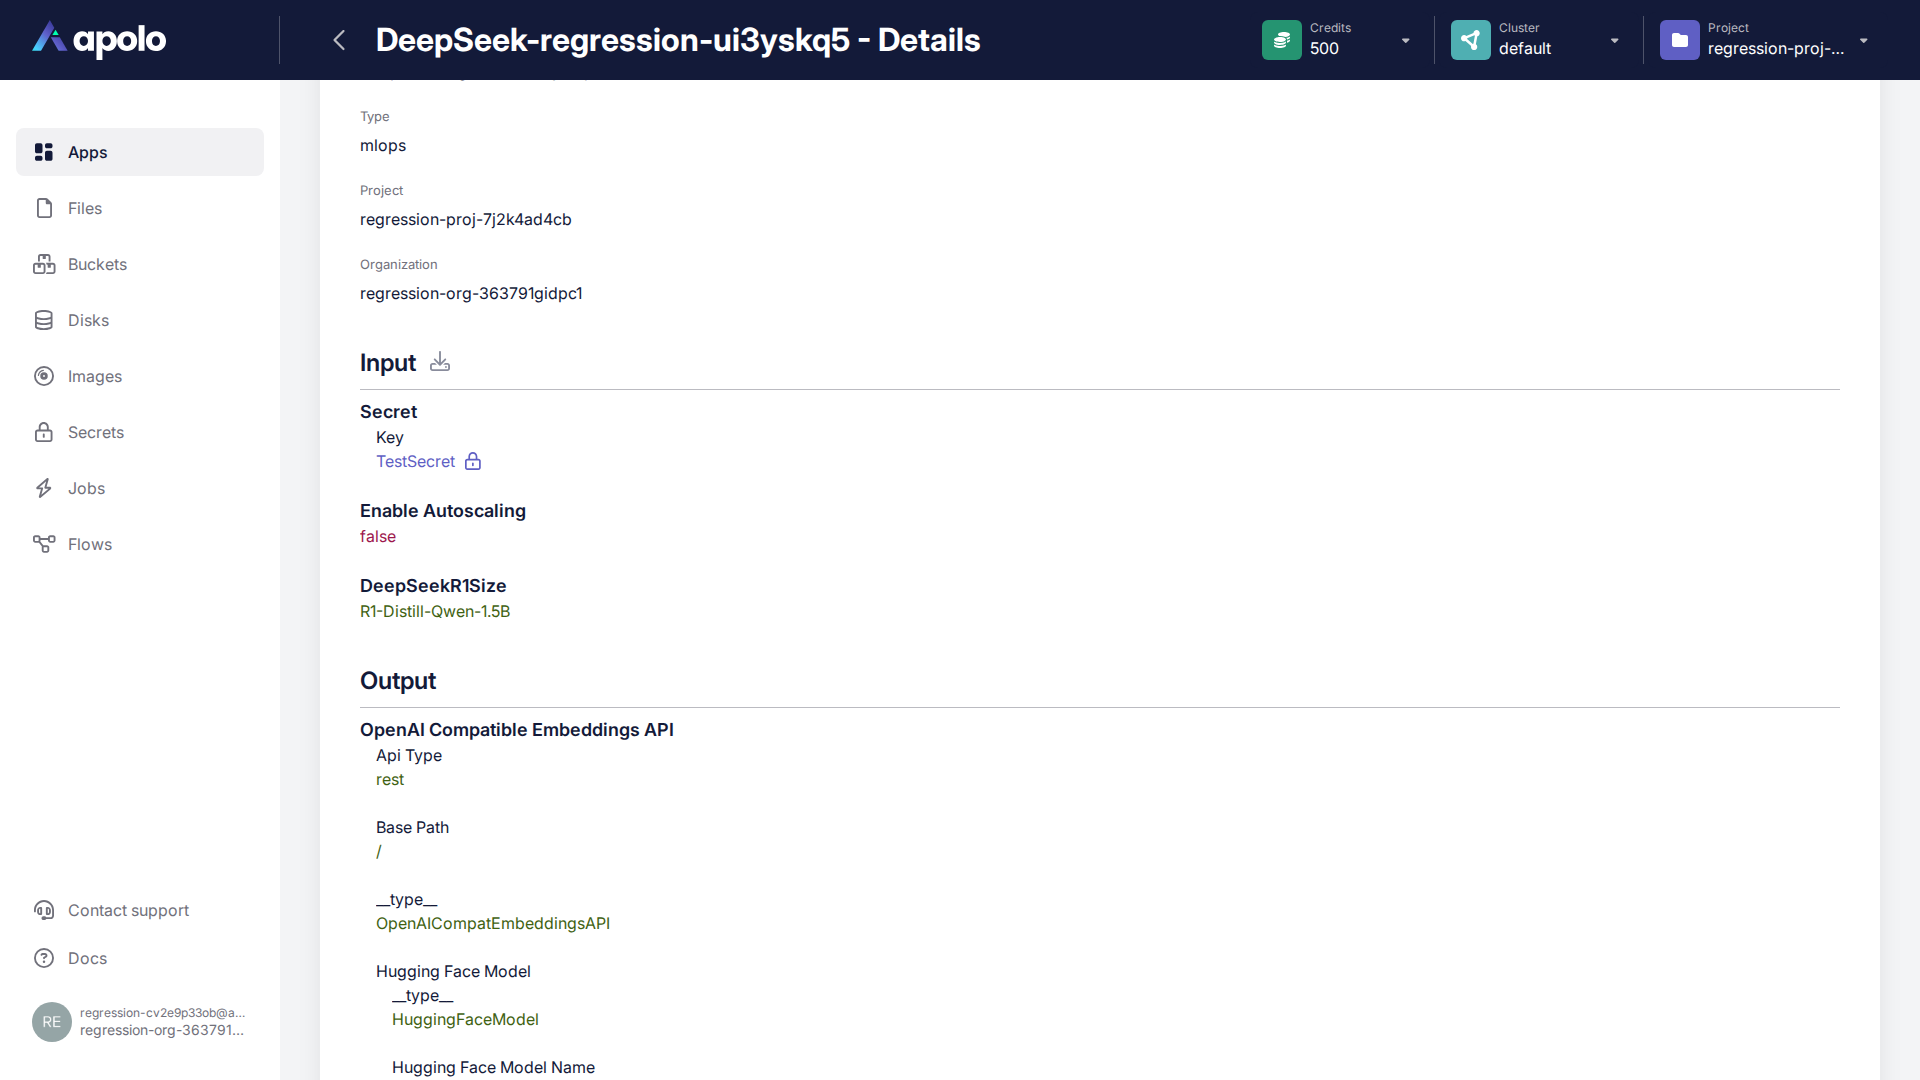 apolo
DeepSeek-regression-ui3yskq5 - Details
Credits
500
Cluster
default
Project
regression-proj-...
Apps
Files
Buckets
Disks
Images
Secrets
Jobs
Flows
Contact support
Docs
RE
regression-cv2e9p33ob@a...
regression-org-363791...
Type
mlops
Project
regression-proj-7j2k4ad4cb
Organization
regression-org-363791gidpc1
Input
Secret
Key
TestSecret
Enable Autoscaling
false
DeepSeekR1Size
R1-Distill-Qwen-1.5B
Output
OpenAI Compatible Embeddings API
Api Type
rest
Base Path
/
__type__
OpenAICompatEmbeddingsAPI
Hugging Face Model
__type__
HuggingFaceModel
Hugging Face Model Name